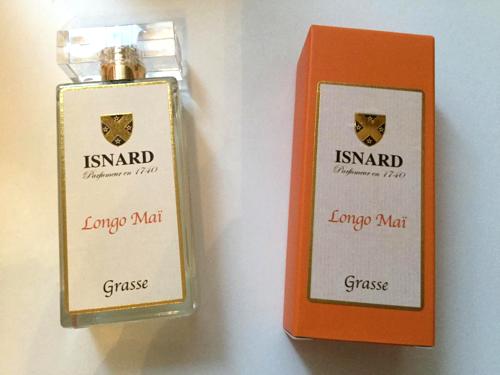 ISNARD
Parfumeur en 1740
Longo Maï
Grasse
ISNARD
Parfumeur en 1740
Longo Maï
Grasse